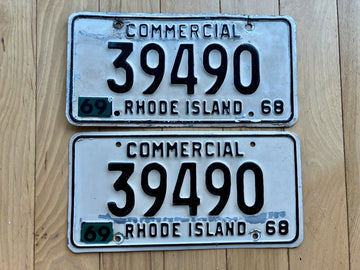 COMMERCIAL
39490
69 RHODE ISLAND 68
COMMERCIAL
39490
69 RHODE ISLAND 68